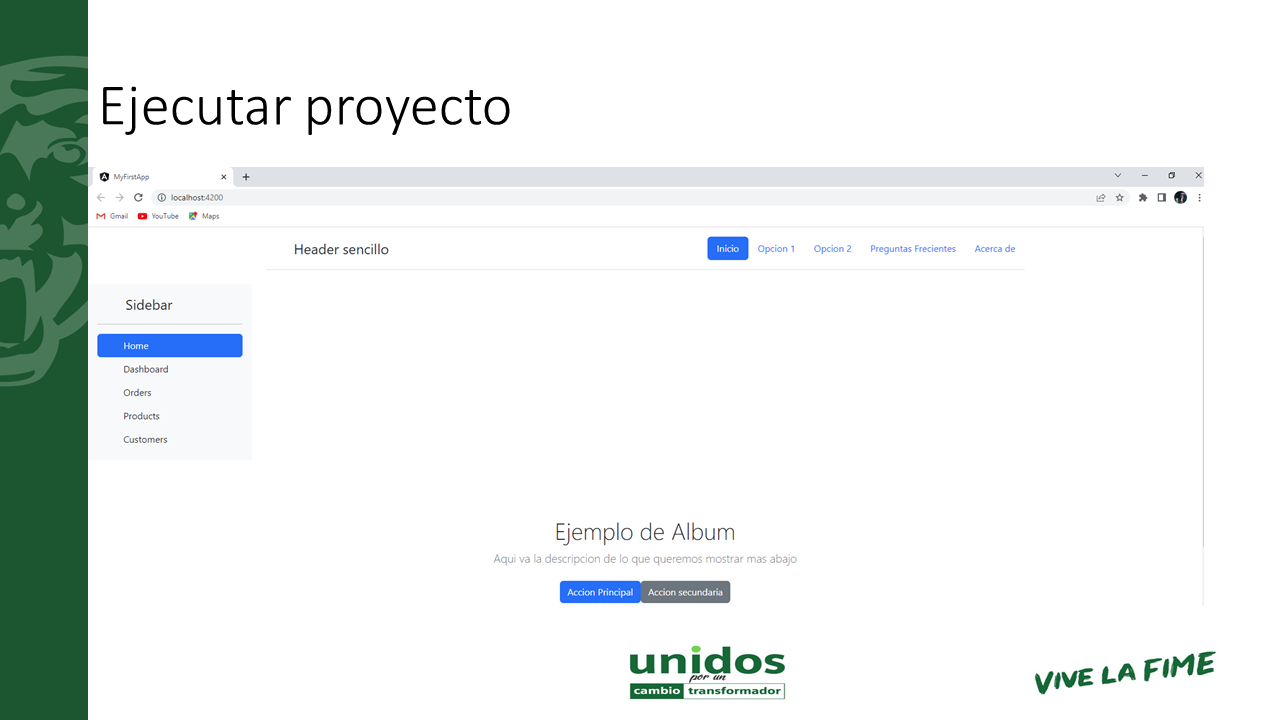 Ejecutar proyecto
MyFirstApp
localhost:4200
Gmail YouTube Maps
Header sencillo Inicio Opcion 1 Opcion 2 Preguntas Frecientes Acerca de
Sidebar
Home
Dashboard
Orders
Products
Customers
Ejemplo de Album
Aqui va la descripcion de lo que queremos mostrar mas abajo
Accion Principal Accion secundaria
unidos
por un
cambio transformador
VIVE LA FIME